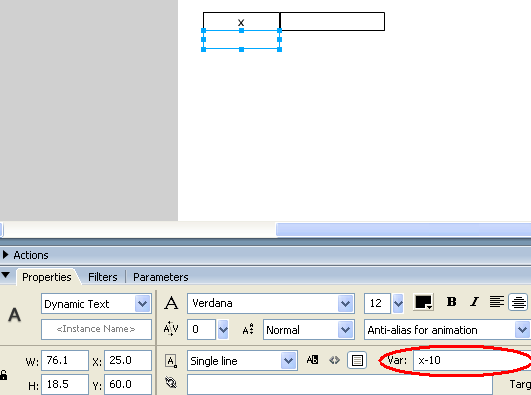 x
Actions
Properties Filters Parameters
A Dynamic Text A Verdana 12 B I
<Instance Name> A V 0 Normal Anti-alias for animation
W: 76.1 X: 25.0 A Single line AB <> Var: x-10
H: 18.5 Y: 60.0 Targ